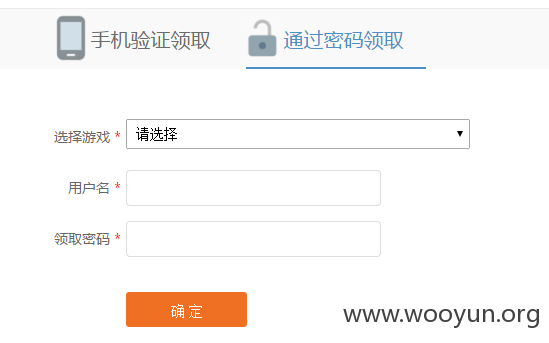 手机验证领取 通过密码领取
选择游戏 * 请选择
用户名 *
领取密码 *
确 定
www.wooyun.org